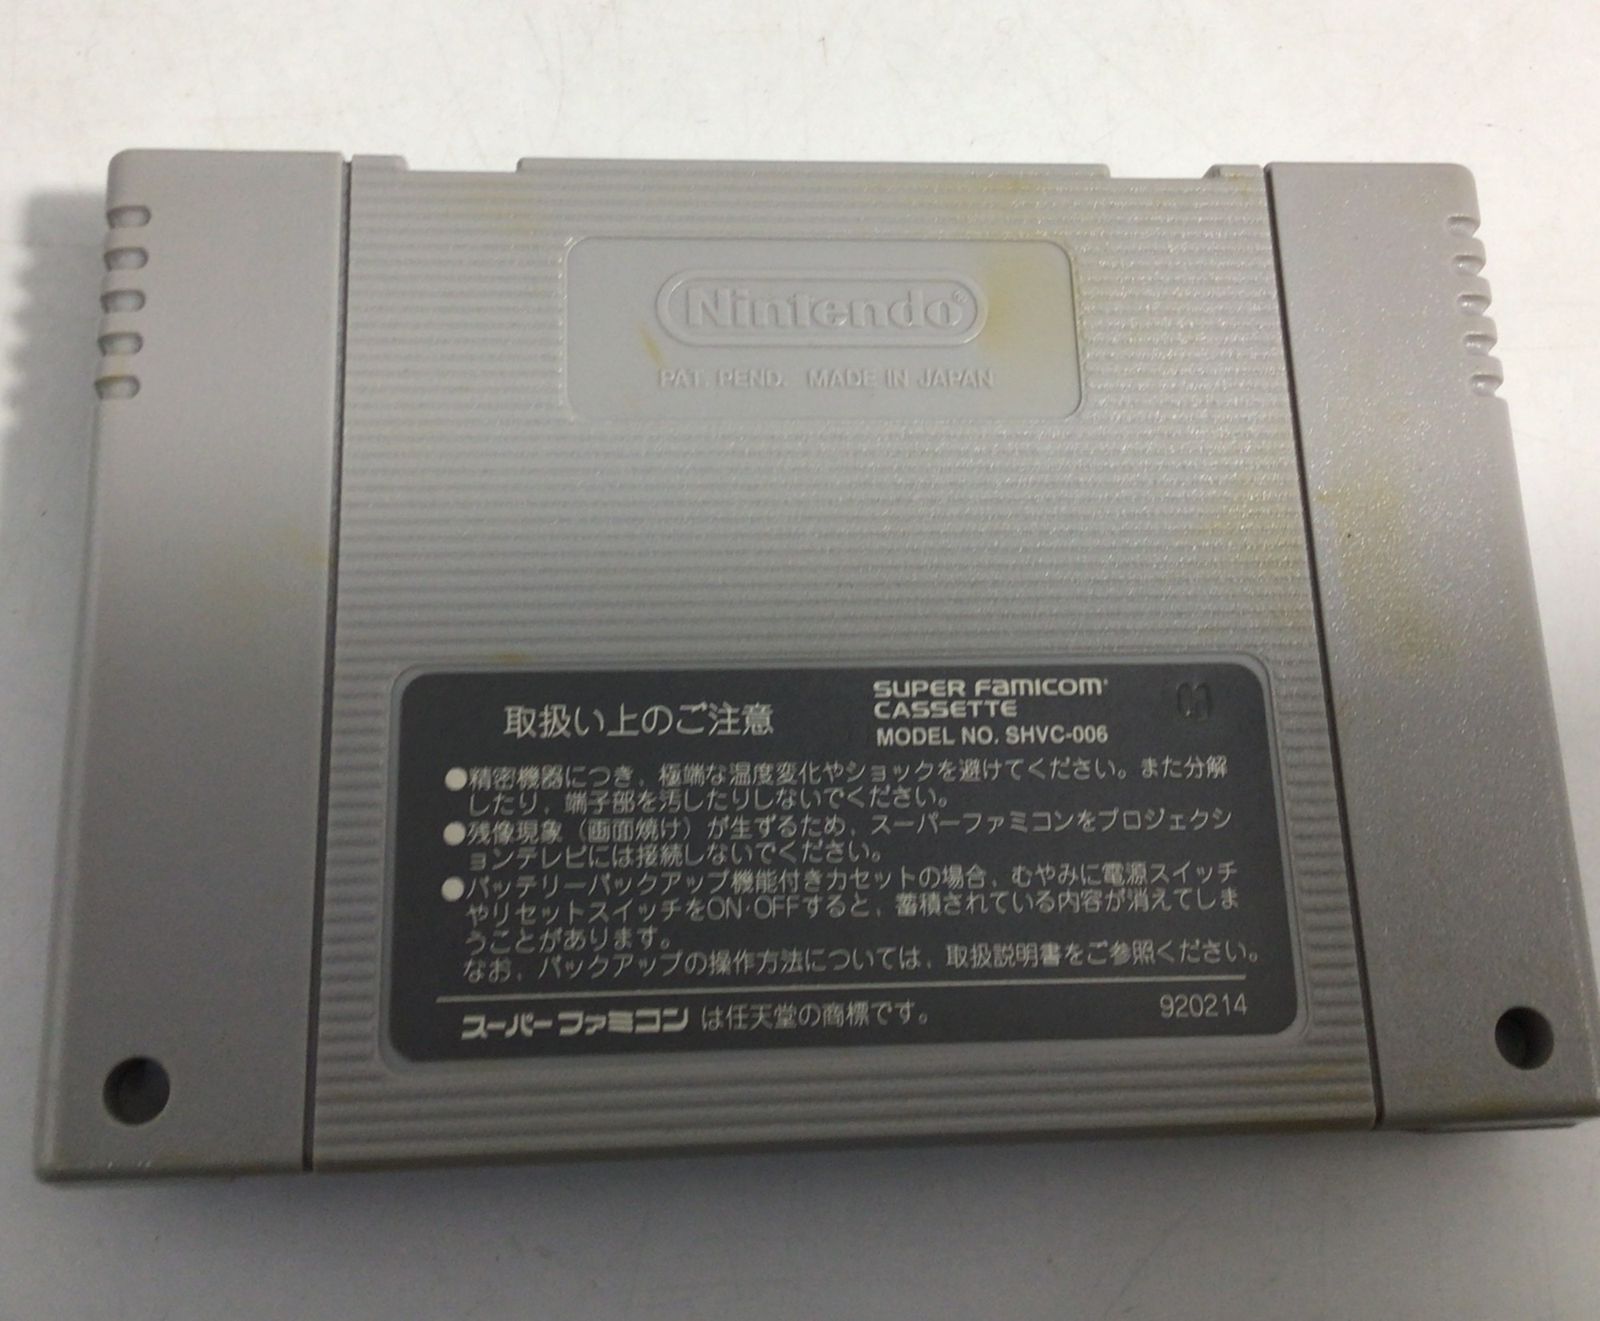 Nintendo®
PAT. PEND. MADE IN JAPAN
取扱い上のご注意
SUPER FAMICOM
CASSETTE
MODEL NO. SHVC-006
●精密機器につき、極端な温度変化やショックを避けてください。また分解
したり、端子部を汚したりしないでください。
●残像現象（画面焼け）が生ずるため、スーパーファミコンをプロジェクシ
ョンテレビには接続しないでください。
●バッテリーバックアップ機能付きカセットの場合、むやみに電源スイッチ
やリセットスイッチをON·OFFすると、蓄積されている内容が消えてしま
うことがあります。
なお、バックアップの操作方法については、取扱説明書をご参照ください。
スーパーファミコン は任天堂の商標です。
920214